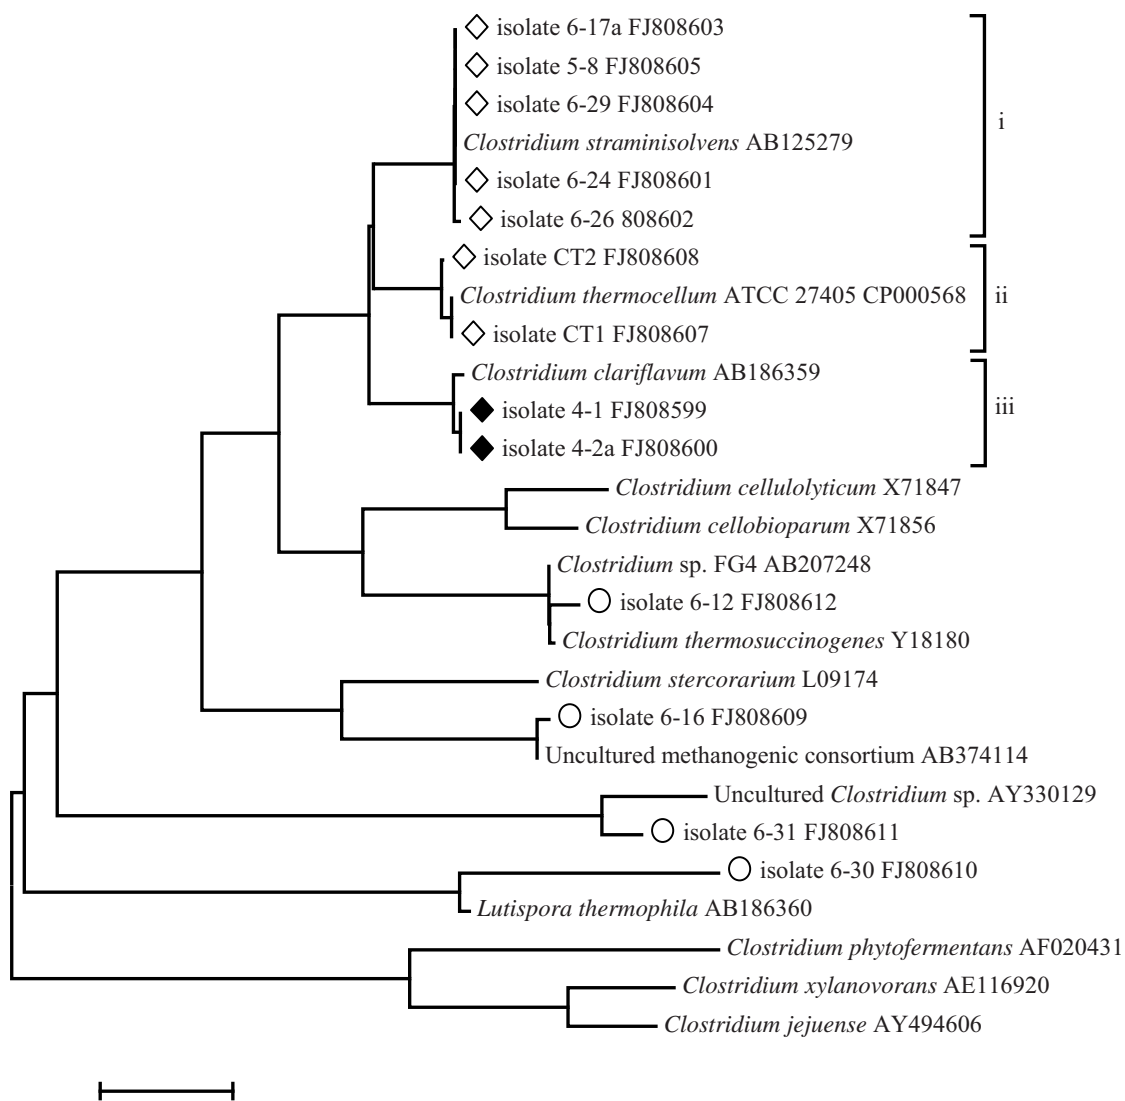 isolate 6-17a FJ808603
isolate 5-8 FJ808605
isolate 6-29 FJ808604
i
Clostridium straminisolvens AB125279
isolate 6-24 FJ808601
isolate 6-26 808602
isolate CT2 FJ808608
Clostridium thermocellum ATCC 27405 CP000568
ii
isolate CT1 FJ808607
Clostridium clariflavum AB186359
isolate 4-1 FJ808599
iii
isolate 4-2a FJ808600
Clostridium cellulolyticum X71847
Clostridium cellobioparum X71856
Clostridium sp. FG4 AB207248
isolate 6-12 FJ808612
Clostridium thermosuccinogenes Y18180
Clostridium stercorarium L09174
isolate 6-16 FJ808609
Uncultured methanogenic consortium AB374114
Uncultured Clostridium sp. AY330129
isolate 6-31 FJ808611
isolate 6-30 FJ808610
Lutispora thermophila AB186360
Clostridium phytofermentans AF020431
Clostridium xylanovorans AE116920
Clostridium jejuense AY494606